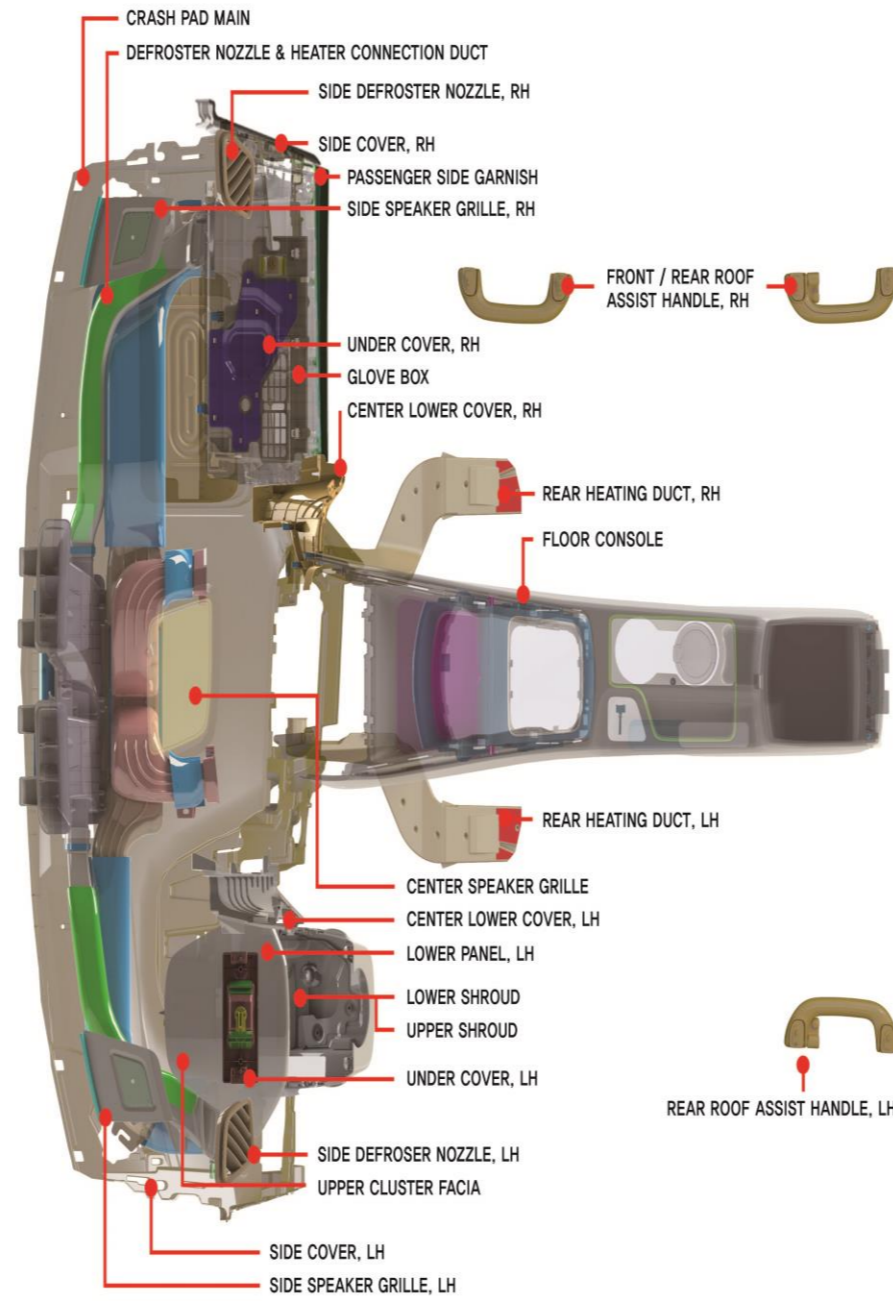 CRASH PAD MAIN
DEFROSTER NOZZLE & HEATER CONNECTION DUCT
SIDE DEFROSTER NOZZLE, RH
SIDE COVER, RH
PASSENGER SIDE GARNISH
SIDE SPEAKER GRILLE, RH
FRONT / REAR ROOF
ASSIST HANDLE, RH
UNDER COVER, RH
GLOVE BOX
CENTER LOWER COVER, RH
REAR HEATING DUCT, RH
FLOOR CONSOLE
REAR HEATING DUCT, LH
CENTER SPEAKER GRILLE
CENTER LOWER COVER, LH
LOWER PANEL, LH
LOWER SHROUD
UPPER SHROUD
UNDER COVER, LH
REAR ROOF ASSIST HANDLE, LH
SIDE DEFROSER NOZZLE, LH
UPPER CLUSTER FACIA
SIDE COVER, LH
SIDE SPEAKER GRILLE, LH